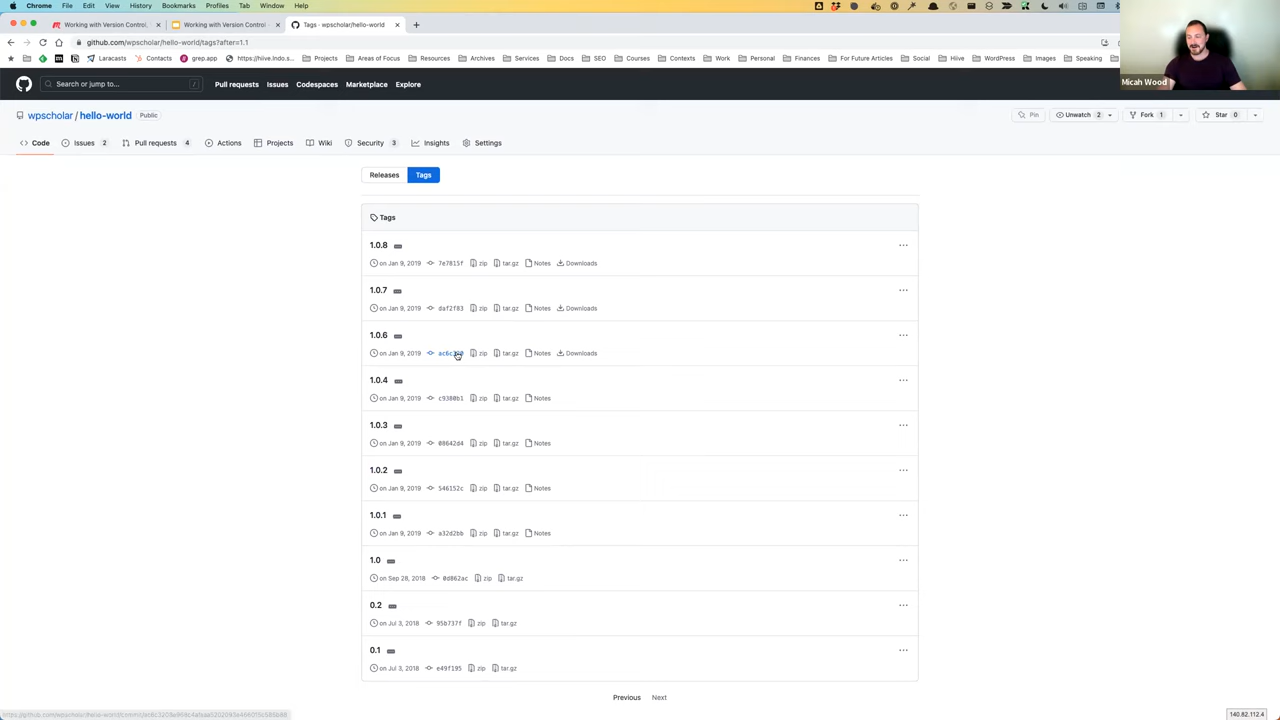 Chrome File Edit View History Bookmarks Profiles Tab Window Help
Working with Version Control, Working with Version Control Tags · wpscholar/hello-world
github.com/wpscholar/hello-world/tags?after=1.1
Laracasts Contacts grep.app https://hiive.lndo.s... Projects Areas of Focus Resources Archives Services Docs SEO Courses Contexts Work Personal Finances For Future Articles Social Hiive WordPress Images Speaking
Micah Wood
Search or jump to... / Pull requests Issues Codespaces Marketplace Explore
wpscholar / hello-world Public Pin Unwatch 2 Fork 1 Star 0
Code Issues 2 Pull requests 4 Actions Projects Wiki Security 3 Insights Settings
Releases Tags
Tags
1.0.8
on Jan 9, 2019 7e7815f zip tar.gz Notes Downloads
1.0.7
on Jan 9, 2019 daf2f83 zip tar.gz Notes Downloads
1.0.6
on Jan 9, 2019 zip tar.gz Notes Downloads
1.0.4
on Jan 9, 2019 c9380b1 zip tar.gz Notes
1.0.3
on Jan 9, 2019 08642d4 zip tar.gz Notes
1.0.2
on Jan 9, 2019 546152c zip tar.gz Notes
1.0.1
on Jan 9, 2019 a32d2bb zip tar.gz Notes
1.0
on Sep 28, 2018 0d862ac zip tar.gz
0.2
on Jul 3, 2018 95b737f zip tar.gz
0.1
on Jul 3, 2018 e49f195 zip tar.gz
Previous Next
140.82.112.4